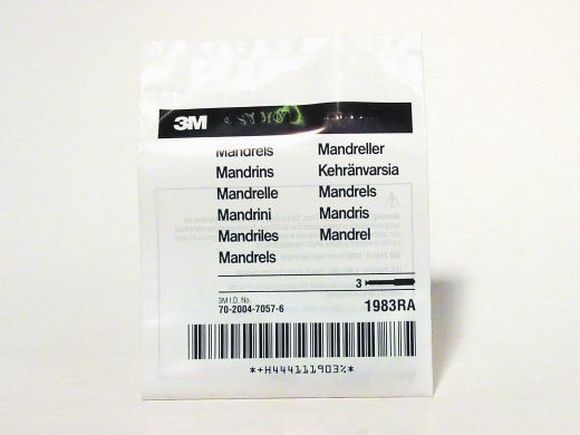 3M
Mandrels Mandreller
Mandrins Kehränvarsia
Mandrelle Mandrels
Mandrini Mandris
Mandriles Mandrel
Mandrels
3
3M I.D. No.
70-2004-7057-6 1983RA
*+H444111903%*